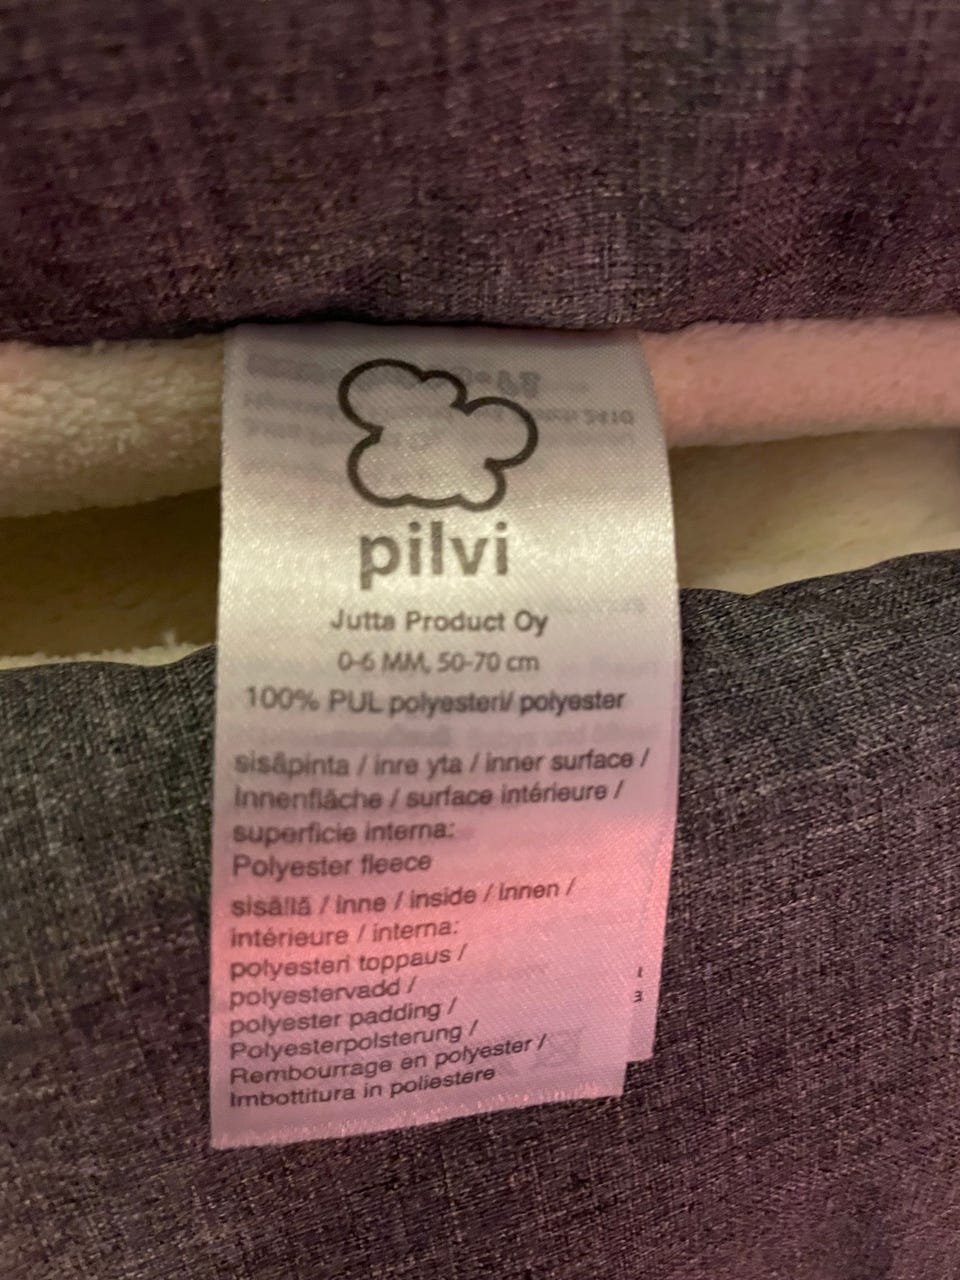 pilvi
Jutta Product Oy
0-6 MM, 50-70 cm
100% PUL polyesteri/ polyester
sisäpinta / inre yta / inner surface /
Innenfläche / surface intérieure /
superficie interna:
Polyester fleece
sisällä / inne / inside / Innen /
intérieure / interna:
polyesteri toppaus /
polyestervadd /
polyester padding /
Polyesterpolsterung /
Rembourrage en polyester /
Imbottitura in poliestere